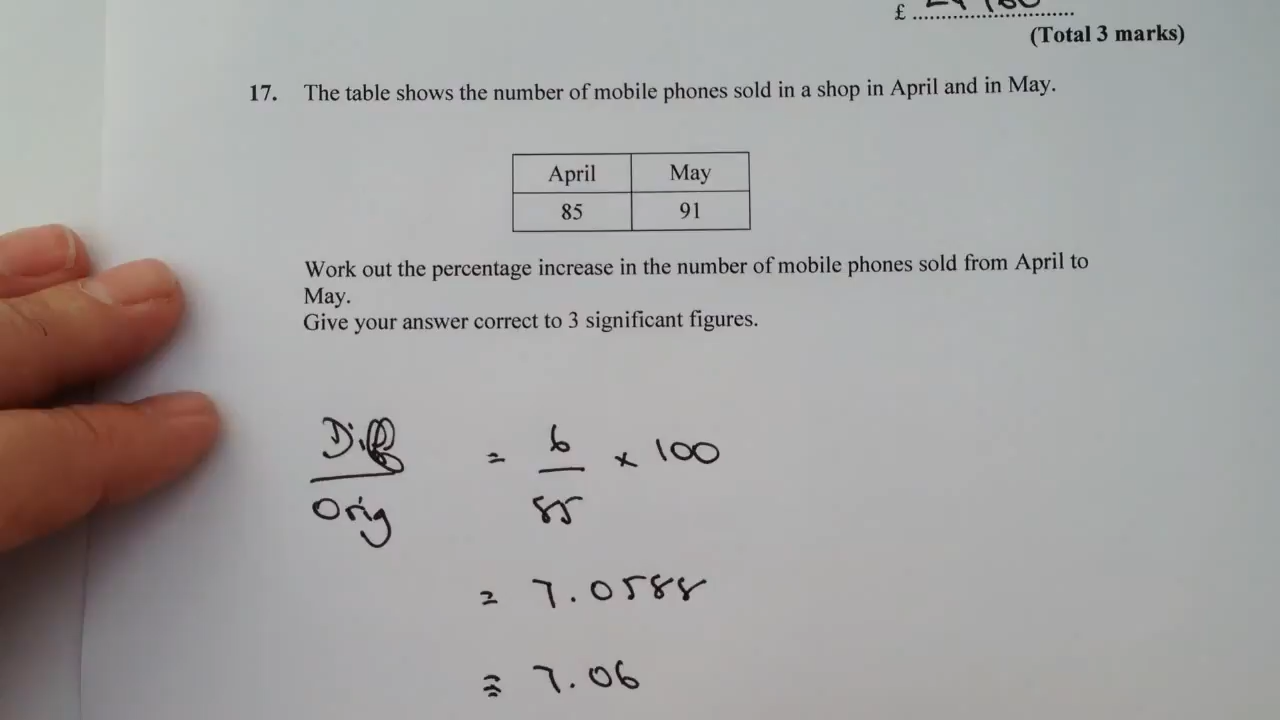 £ ..............................
(Total 3 marks)
17. The table shows the number of mobile phones sold in a shop in April and in May.
April May
85 91
Work out the percentage increase in the number of mobile phones sold from April to
May.
Give your answer correct to 3 significant figures.
Diff = 6 × 100
Orig 85
= 7.0588
≈ 7.06